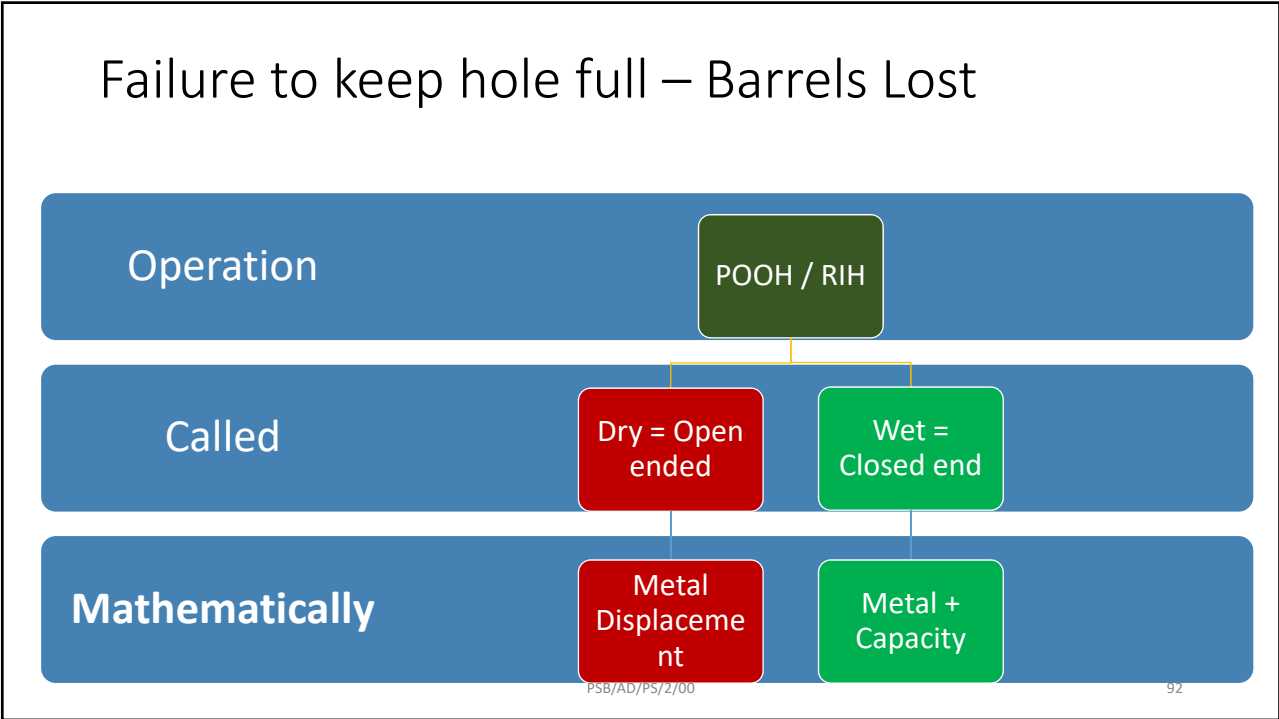 Failure to keep hole full – Barrels Lost
Operation
POOH / RIH
Called
Dry = Open
ended
Wet =
Closed end
Mathematically
Metal
Displaceme
nt
Metal +
Capacity
PSB/AD/PS/2/00
92